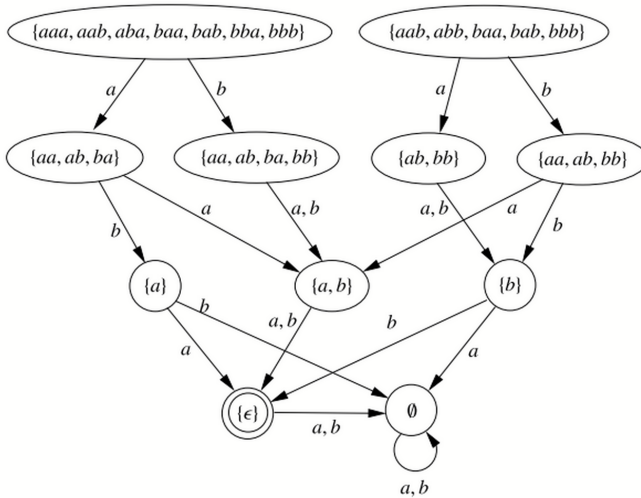 {aaa, aab, aba, baa, bab, bba, bbb} {aab, abb, baa, bab, bbb}
a b a b
{aa, ab, ba} {aa, ab, ba, bb} {ab, bb} {aa, ab, bb}
b a a, b a, b a b
{a} {a, b} {b}
a b a, b b a
{ϵ} a, b ∅
a, b